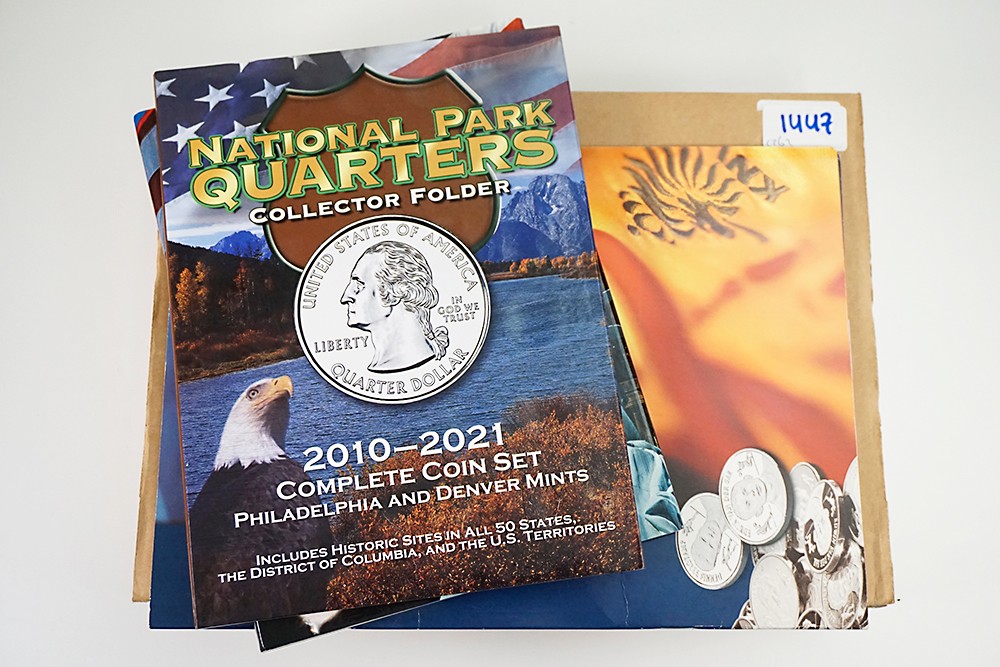 NATIONAL PARK
QUARTERS
COLLECTOR FOLDER
UNITED STATES OF AMERICA
LIBERTY
IN
GOD WE
TRUST
QUARTER DOLLAR
2010–2021
COMPLETE COIN SET
PHILADELPHIA AND DENVER MINTS
INCLUDES HISTORIC SITES IN ALL 50 STATES,
THE DISTRICT OF COLUMBIA, AND THE U.S. TERRITORIES
1447